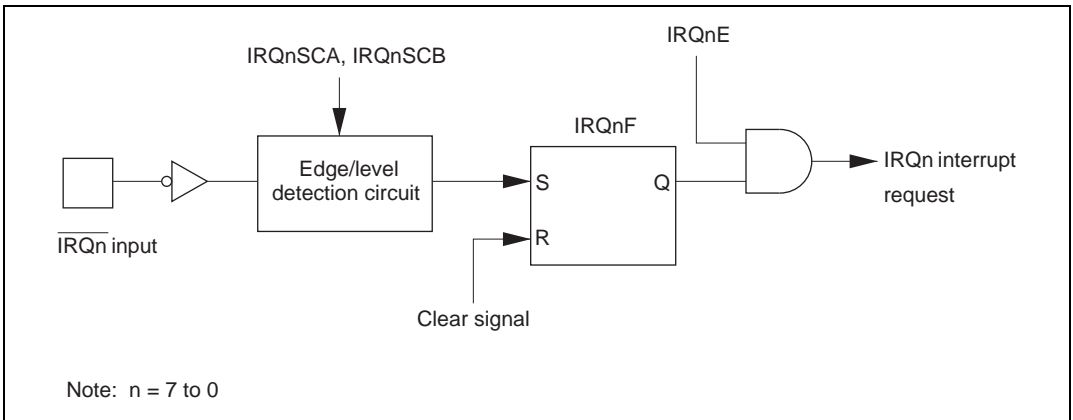 IRQnE
IRQnSCA, IRQnSCB
IRQnF
Edge/level
detection circuit
S
Q
R
IRQn interrupt
request
IRQn input
Clear signal
Note: n = 7 to 0